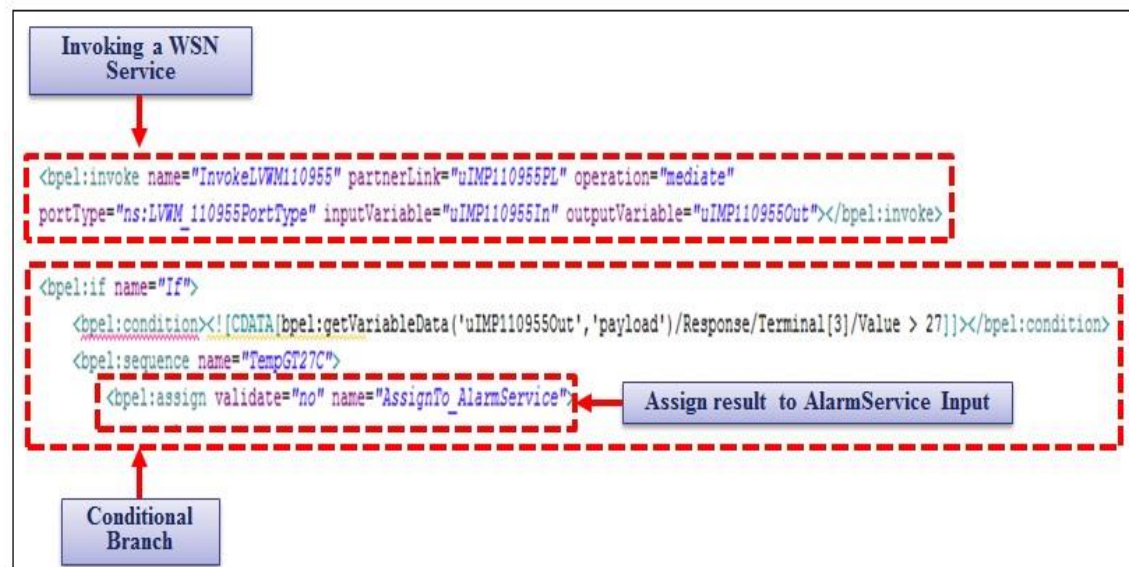 Invoking a WSN
Service
<bpel:invoke name="InvokeLVWM110955" partnerLink="uIMP110955PL" operation="mediate"
portType="ns:LVWM_110955PortType" inputVariable="uIMP110955In" outputVariable="uIMP110955Out"></bpel:invoke>
<bpel:if name="If">
<bpel:condition><![CDATA[bpel:getVariableData('uIMP110955Out','payload')/Response/Terminal[3]/Value > 27]]></bpel:condition>
<bpel:sequence name="TempGT27C">
<bpel:assign validate="no" name="AssignTo_AlarmService">
Assign result to AlarmService Input
Conditional
Branch